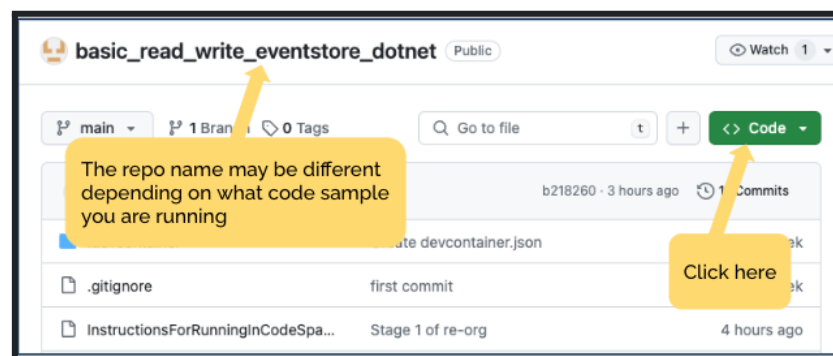 basic_read_write_eventstore_dotnet Public Watch 1
main 1 Branch 0 Tags Go to file t + <> Code
The repo name may be different
depending on what code sample
you are running
b218260 · 3 hours ago Commits
devcontainer.json
Click here
.gitignore first commit
InstructionsForRunningInCodeSpa... Stage 1 of re-org 4 hours ago